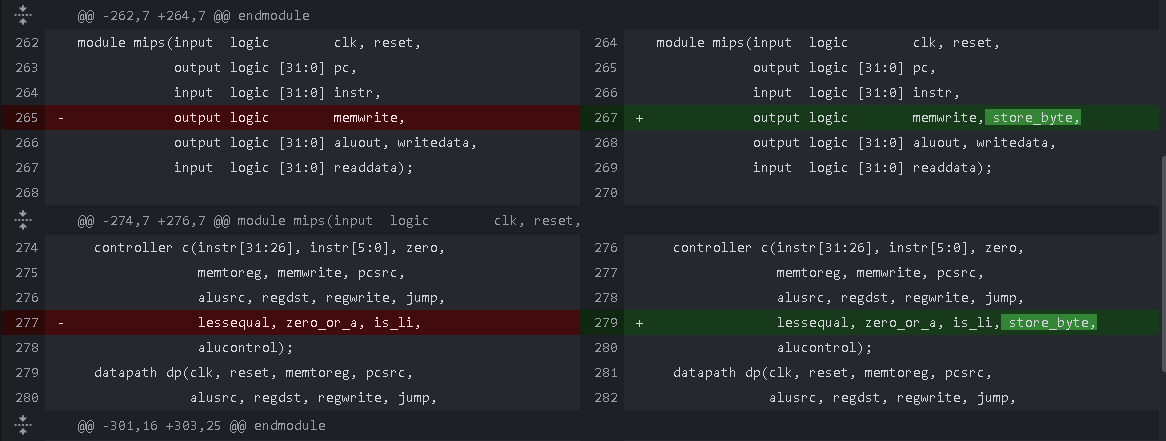 @@ -262,7 +264,7 @@ endmodule
262 module mips(input  logic        clk, reset, 264 module mips(input  logic        clk, reset,
263             output logic [31:0] pc, 265             output logic [31:0] pc,
264             input  logic [31:0] instr, 266             input  logic [31:0] instr,
265 -           output logic        memwrite, 267 +           output logic        memwrite, store_byte,
266             output logic [31:0] aluout, writedata, 268             output logic [31:0] aluout, writedata,
267             input  logic [31:0] readdata); 269             input  logic [31:0] readdata);
268 270
@@ -274,7 +276,7 @@ module mips(input  logic        clk, reset,
274   controller c(instr[31:26], instr[5:0], zero, 276   controller c(instr[31:26], instr[5:0], zero,
275                memtoreg, memwrite, pcsrc, 277                memtoreg, memwrite, pcsrc,
276                alusrc, regdst, regwrite, jump, 278                alusrc, regdst, regwrite, jump,
277 -              lessequal, zero_or_a, is_li, 279 +              lessequal, zero_or_a, is_li, store_byte,
278                alucontrol); 280                alucontrol);
279   datapath dp(clk, reset, memtoreg, pcsrc, 281   datapath dp(clk, reset, memtoreg, pcsrc,
280               alusrc, regdst, regwrite, jump, 282               alusrc, regdst, regwrite, jump,
@@ -301,16 +303,25 @@ endmodule